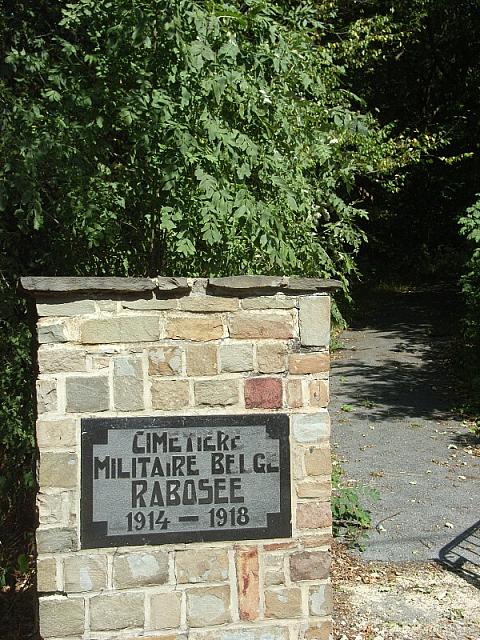 CIMETIERE
MILITAIRE BELGE
RABOSEE
1914 — 1918